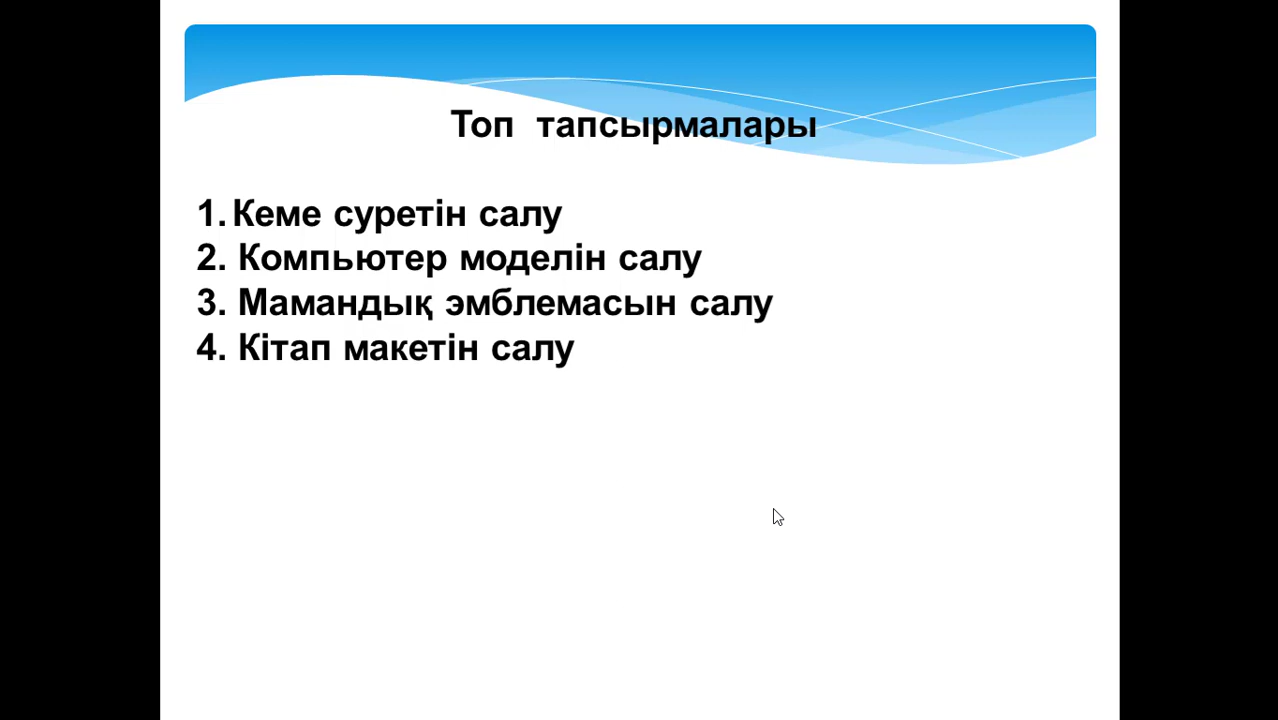 Топ тапсырмалары
1. Кеме суретін салу
2. Компьютер моделін салу
3. Мамандық эмблемасын салу
4. Кітап макетін салу